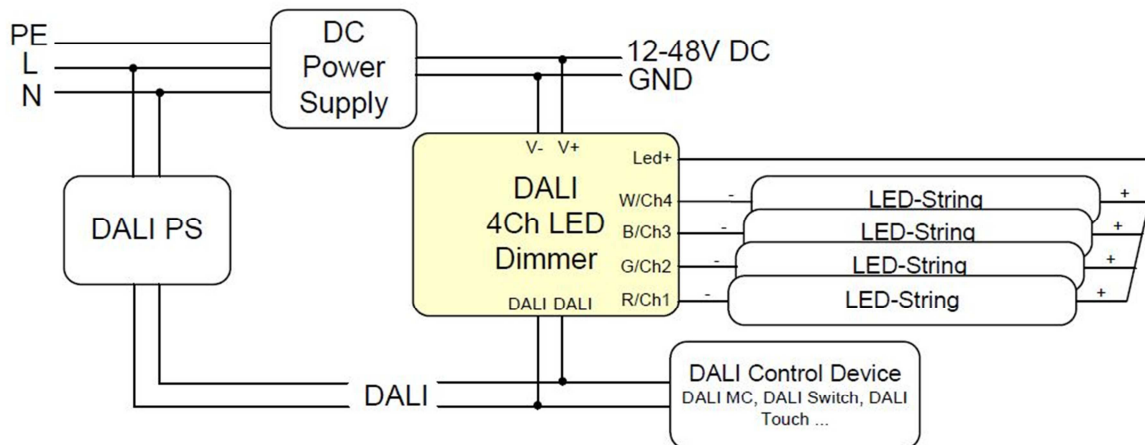 PE
L
N
DC
Power
Supply
12-48V DC
GND
DALI PS
V- V+
DALI
4Ch LED
Dimmer
DALI DALI
Led+
W/Ch4
B/Ch3
G/Ch2
R/Ch1
- LED-String +
- LED-String +
- LED-String +
- LED-String +
DALI
DALI Control Device
DALI MC, DALI Switch, DALI
Touch ...